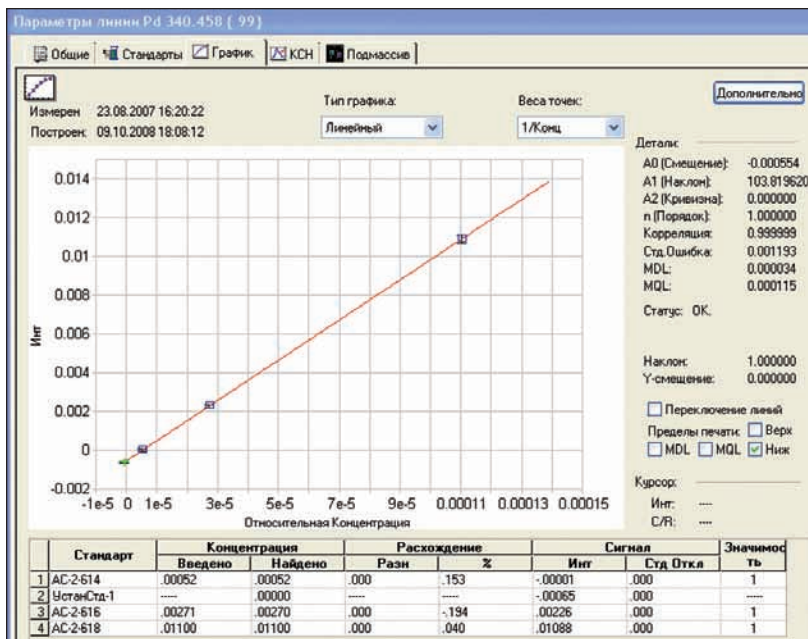 Параметры линии Pd 340.458 { 99}
Общие Стандарты График КСН Подмассив
Измерен 23.08.2007 16:20:22
Построен: 09.10.2008 18:08:12
Тип графика:
Линейный
Веса точек:
1/Конц
Дополнительно
Детали:
A0 (Смещение): -0.000554
A1 (Наклон): 103.819620
A2 (Кривизна): 0.000000
n (Порядок): 1.000000
Корреляция: 0.999999
Стд.Ошибка: 0.001193
MDL: 0.000034
MQL: 0.000115
Статус: OK.
Наклон: 1.000000
Y-смещение: 0.000000
Переключение линий
Пределы печати: Верх
MDL MQL Ниж
Курсор:
Инт: ----
C/R: ----
0.014
0.012
0.01
0.008
0.006
0.004
0.002
0
-0.002
Инт
-1e-5 0 1e-5 3e-5 5e-5 7e-5 9e-5 0.00011 0.00013 0.00015
Относительная Концентрация
Стандарт Концентрация Расхождение Сигнал Значимость
Введено Найдено Разн % Инт Стд Откл
1 АС-2-614 .00052 .00052 .000 .153 -.00001 .000 1
2 УстанСтд-1 ----- .00000 ----- ----- -.00065 .000 -----
3 АС-2-616 .00271 .00270 .000 -.194 .00226 .000 1
4 АС-2-618 .01100 .01100 .000 .040 .01088 .000 1